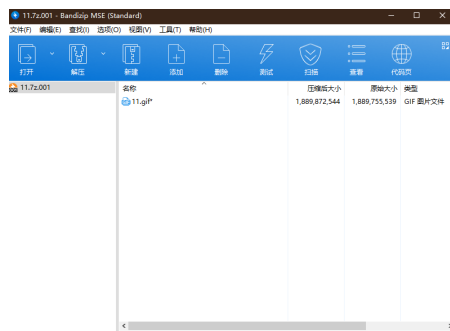 11.7z.001 - Bandizip MSE (Standard)
文件(F) 编辑(E) 查找(I) 选项(O) 视图(V) 工具(T) 帮助(H)
打开 解压 新建 添加 删除 测试 扫描 查看 代码页
11.7z.001
名称 压缩后大小 原始大小 类型
11.gif* 1,889,872,544 1,889,755,539 GIF 图片文件